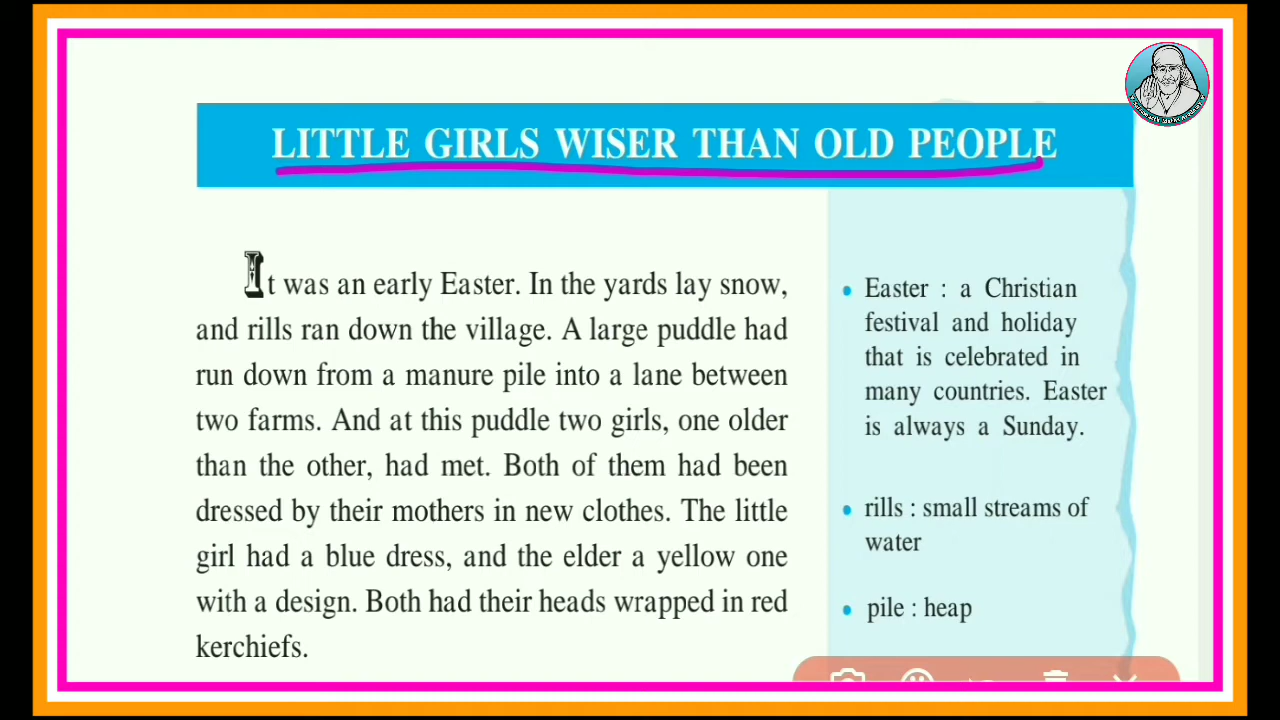 LITTLE GIRLS WISER THAN OLD PEOPLE
It was an early Easter. In the yards lay snow,
and rills ran down the village. A large puddle had
run down from a manure pile into a lane between
two farms. And at this puddle two girls, one older
than the other, had met. Both of them had been
dressed by their mothers in new clothes. The little
girl had a blue dress, and the elder a yellow one
with a design. Both had their heads wrapped in red
kerchiefs.
• Easter : a Christian
festival and holiday
that is celebrated in
many countries. Easter
is always a Sunday.
• rills : small streams of
water
• pile : heap